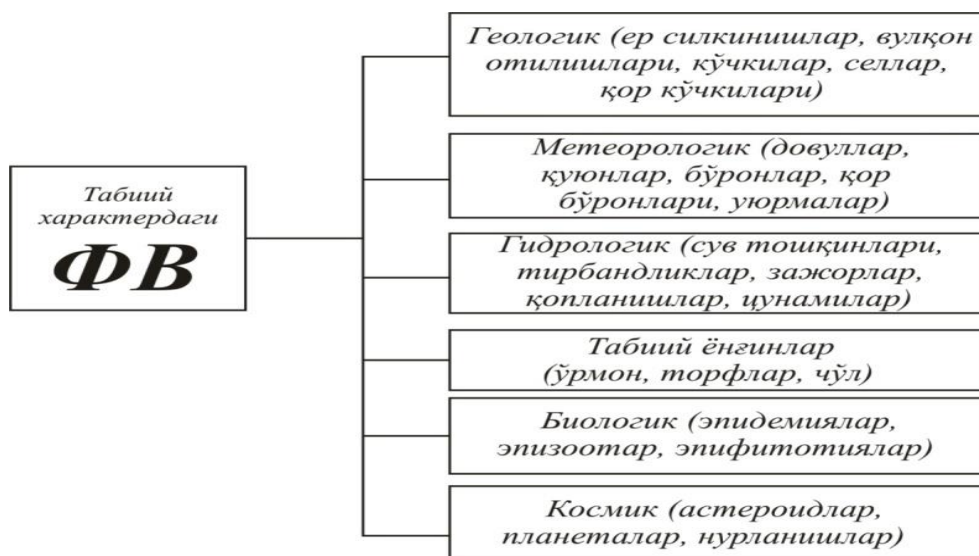 Табиий
характердаги
ФВ
Геологик (ер силкинишлар, вулқон
отилишлари, кўчкилар, селлар,
қор кўчкилари)
Метеорологик (довуллар,
қуюнлар, бўронлар, қор
бўронлари, уюрмалар)
Гидрологик (сув тошқинлари,
тирбандликлар, зажорлар,
қопланишлар, цунамилар)
Табиий ёнғинлар
(ўрмон, торфлар, чўл)
Биологик (эпидемиялар,
эпизоотар, эпифитотиялар)
Космик (астероидлар,
планеталар, нурланишлар)